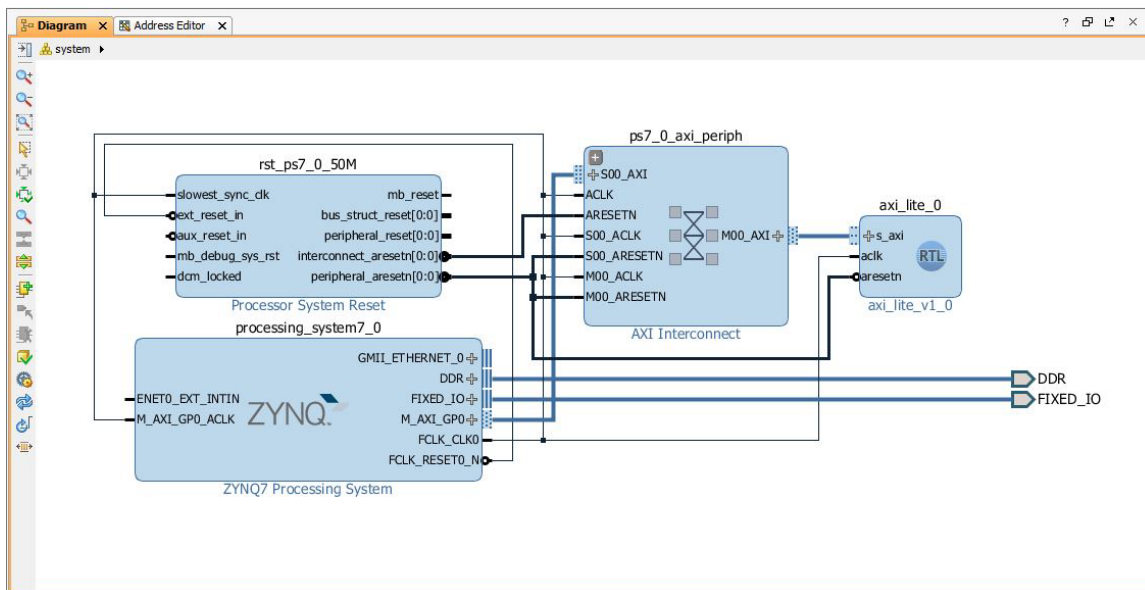 Diagram X Address Editor X ?
system
rst_ps7_0_50M
slowest_sync_clk mb_reset
ext_reset_in bus_struct_reset[0:0]
aux_reset_in peripheral_reset[0:0]
mb_debug_sys_rst interconnect_aresetn[0:0]
dcm_locked peripheral_aresetn[0:0]
Processor System Reset
ps7_0_axi_periph
S00_AXI
ACLK
ARESETN
S00_ACLK M00_AXI
S00_ARESETN
M00_ACLK
M00_ARESETN
AXI Interconnect
axi_lite_0
s_axi
aclk RTL
aresetn
axi_lite_v1_0
processing_system7_0
GMII_ETHERNET_0
DDR
ENET0_EXT_INTIN FIXED_IO
M_AXI_GP0_ACLK ZYNQ M_AXI_GP0
FCLK_CLK0
FCLK_RESET0_N
ZYNQ7 Processing System
DDR
FIXED_IO